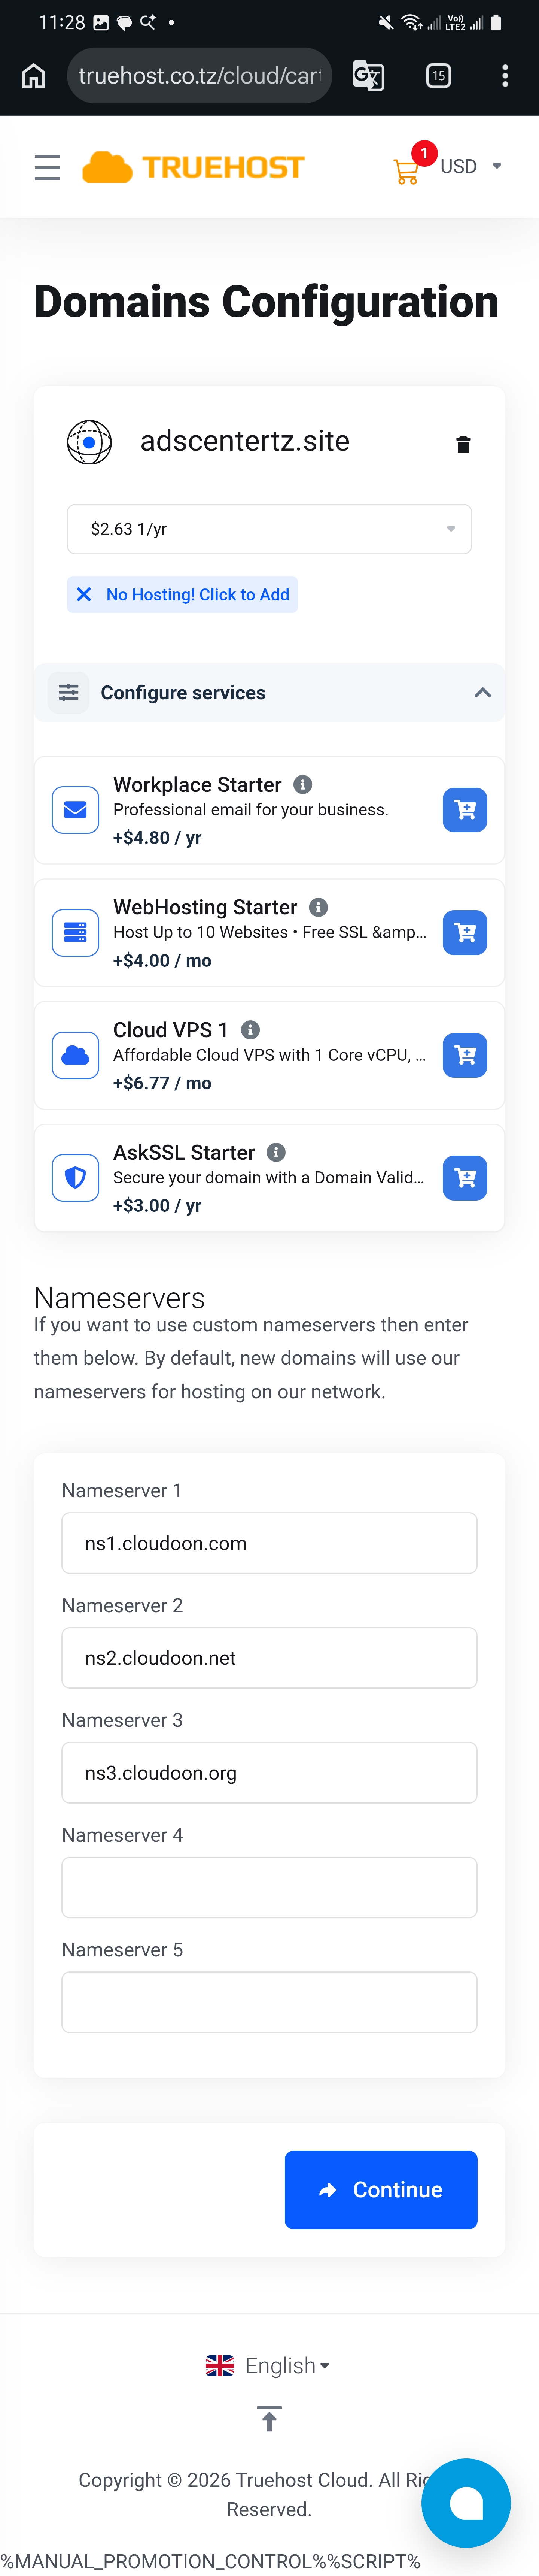 11:28
Vo))
LTE2
truehost.co.tz/cloud/cart
15
TRUEHOST
1
USD
Domains Configuration
adscentertz.site
$2.63 1/yr
No Hosting! Click to Add
Configure services
Workplace Starter
Professional email for your business.
+$4.80 / yr
WebHosting Starter
Host Up to 10 Websites • Free SSL &amp...
+$4.00 / mo
Cloud VPS 1
Affordable Cloud VPS with 1 Core vCPU, ...
+$6.77 / mo
AskSSL Starter
Secure your domain with a Domain Valid...
+$3.00 / yr
Nameservers
If you want to use custom nameservers then enter
them below. By default, new domains will use our
nameservers for hosting on our network.
Nameserver 1
ns1.cloudoon.com
Nameserver 2
ns2.cloudoon.net
Nameserver 3
ns3.cloudoon.org
Nameserver 4
Nameserver 5
Continue
English
Copyright © 2026 Truehost Cloud. All
Reserved.
%MANUAL_PROMOTION_CONTROL%%SCRIPT%